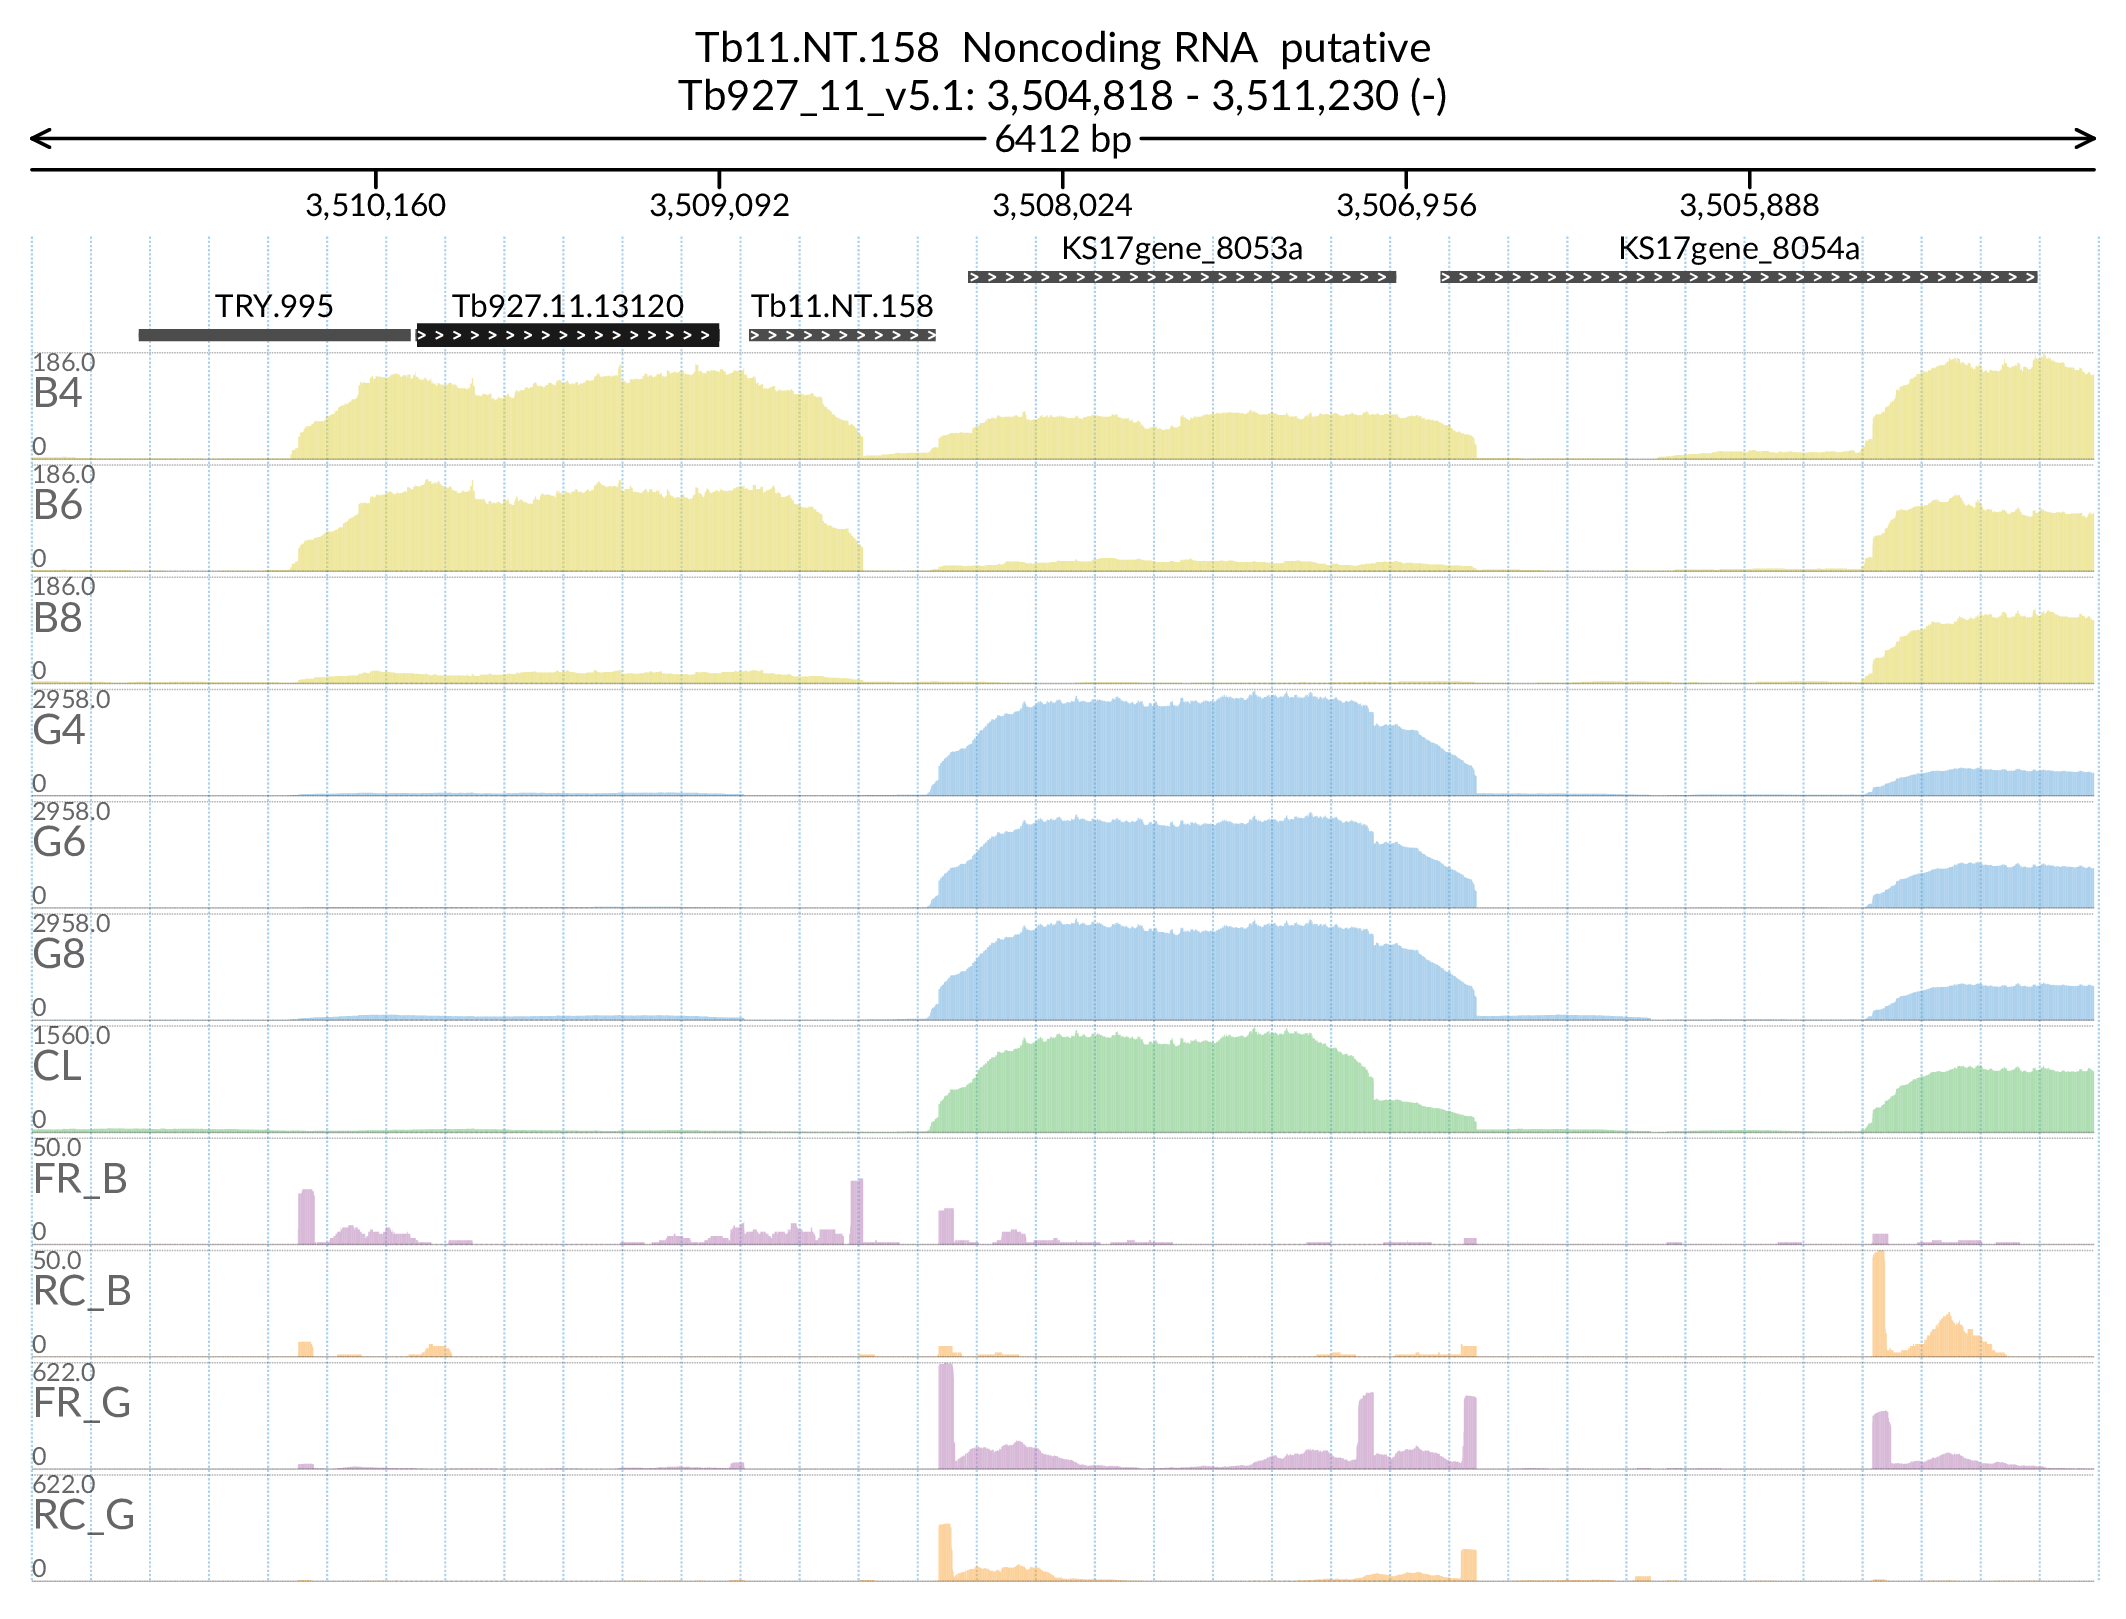 Tb11.NT.158 Noncoding RNA putative
Tb927_11_v5.1: 3,504,818 - 3,511,230 (-)
6412 bp
3,510,160 3,509,092 3,508,024 3,506,956 3,505,888
KS17gene_8053a KS17gene_8054a
TRY.995 Tb927.11.13120 Tb11.NT.158
186.0
B4
0
186.0
B6
0
186.0
B8
0
2958.0
G4
0
2958.0
G6
0
2958.0
G8
0
1560.0
CL
0
50.0
FR_B
0
50.0
RC_B
0
622.0
FR_G
0
622.0
RC_G
0